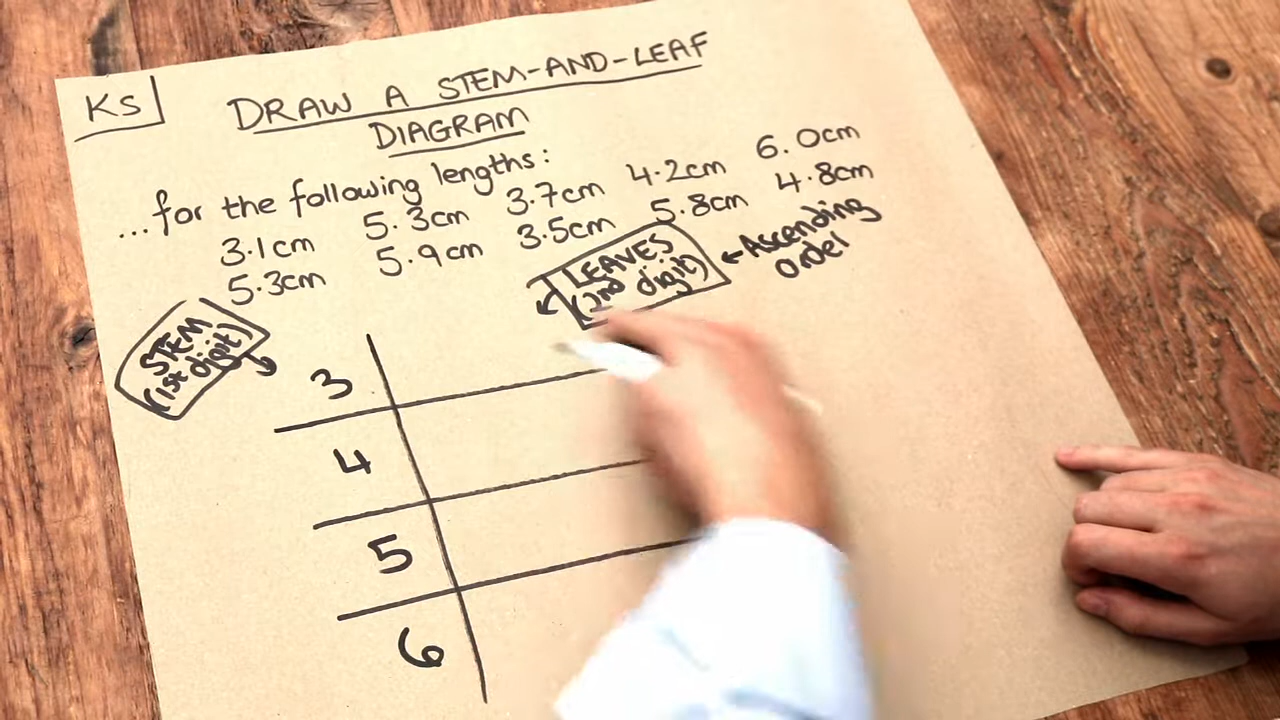 KS
DRAW A STEM-AND-LEAF
DIAGRAM
...for the following lengths:
3.1cm 5.3cm 3.7cm 4.2cm 6.0cm
5.3cm 5.9cm 3.5cm 5.8cm 4.8cm
LEAVES
(2nd digit)
←Ascending
order
STEM
(1st digit)
3
4
5
6